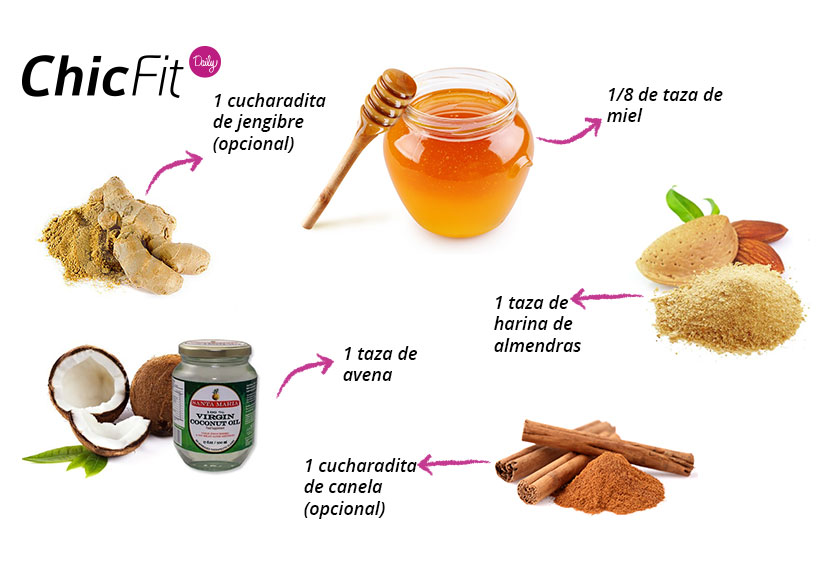 ChicFit Daily
1 cucharadita
de jengibre
(opcional)
1/8 de taza de
miel
1 taza de
harina de
almendras
1 taza de
avena
SANTA MARIA
100 %
VIRGIN
COCONUT OIL
1 cucharadita
de canela
(opcional)